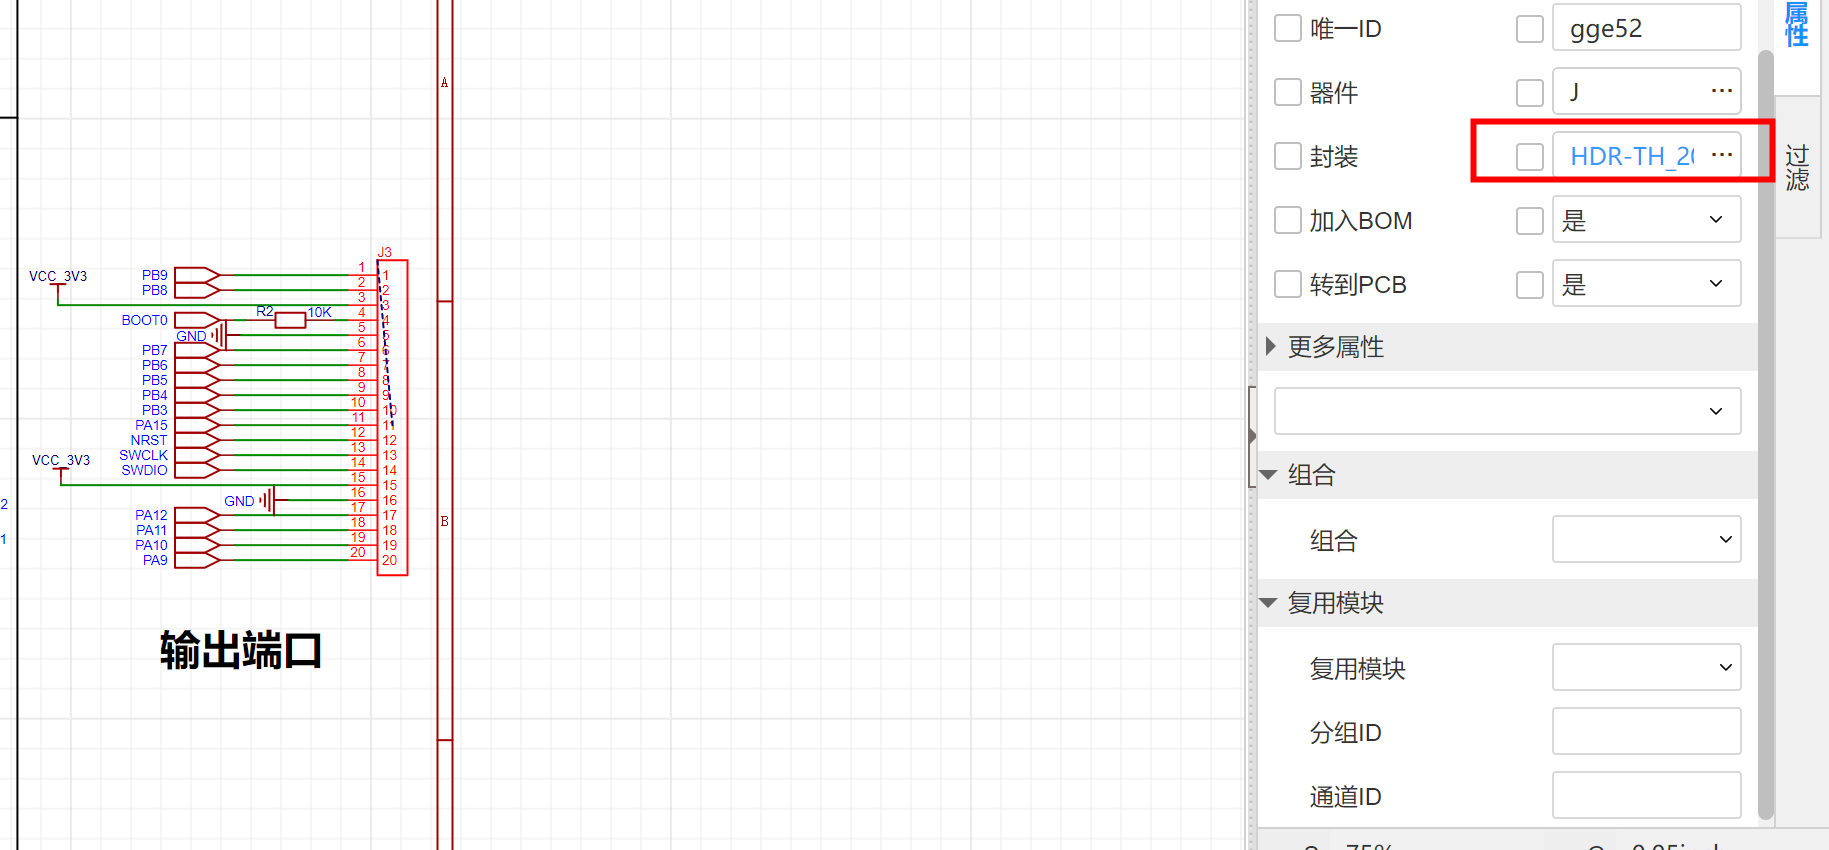 唯一ID gge52
器件 J ···
封装 HDR-TH_20 ···
加入BOM 是
转到PCB 是
更多属性
组合
组合
复用模块
复用模块
分组ID
通道ID
属性
过滤
A
B
J3
VCC_3V3
PB9 1 1
PB8 2 2
3 3
BOOT0 R2 10K 4 4
GND 5 5
PB7 6 6
PB6 7 7
PB5 8 8
PB4 9 9
PB3 10 10
PA15 11 11
NRST 12 12
SWCLK 13 13
SWDIO 14 14
VCC_3V3
15 15
GND 16 16
PA12 17 17
PA11 18 18
PA10 19 19
PA9 20 20
2
1
输出端口